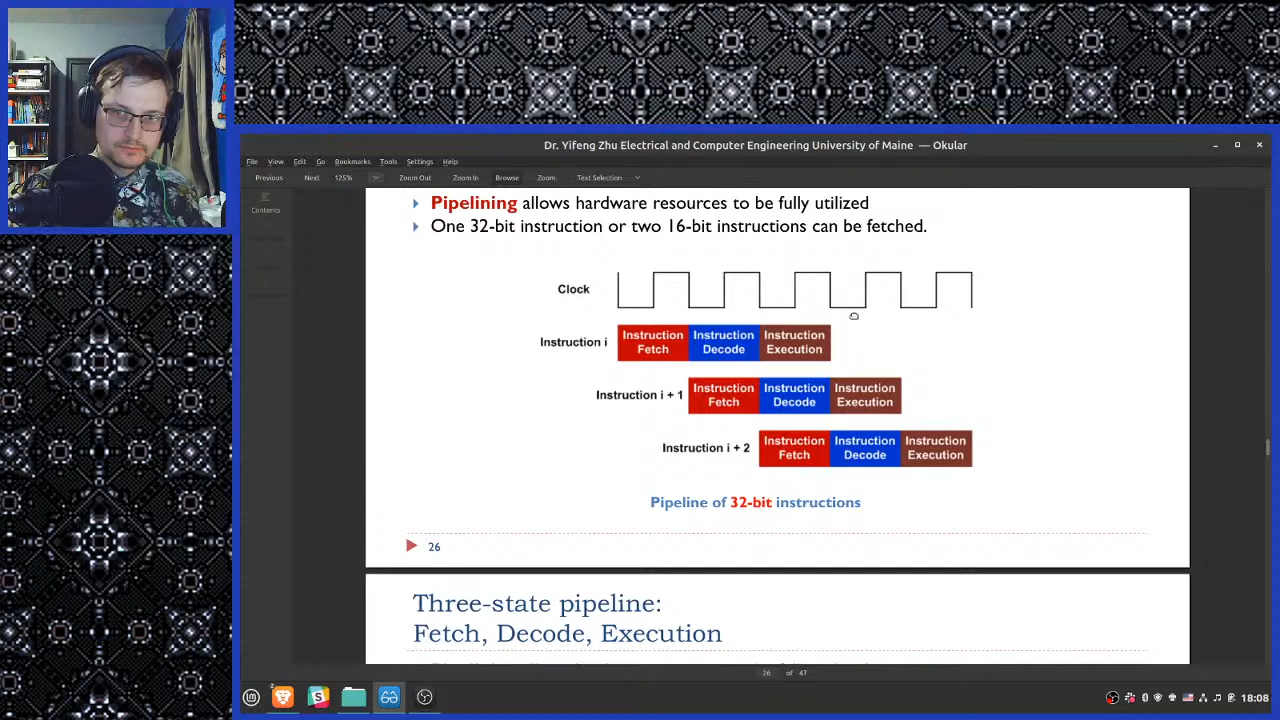 Dr. Yifeng Zhu Electrical and Computer Engineering University of Maine — Okular
File View Edit Go Bookmarks Tools Settings Help
Previous Next 125% Zoom Out Zoom In Browse Zoom Text Selection
Contents
Pipelining allows hardware resources to be fully utilized
One 32-bit instruction or two 16-bit instructions can be fetched.
Clock
Instruction i
Instruction Fetch
Instruction Decode
Instruction Execution
Instruction i + 1
Instruction Fetch
Instruction Decode
Instruction Execution
Instruction i + 2
Instruction Fetch
Instruction Decode
Instruction Execution
Pipeline of 32-bit instructions
26
Three-state pipeline:
Fetch, Decode, Execution
26 of 47
18:08